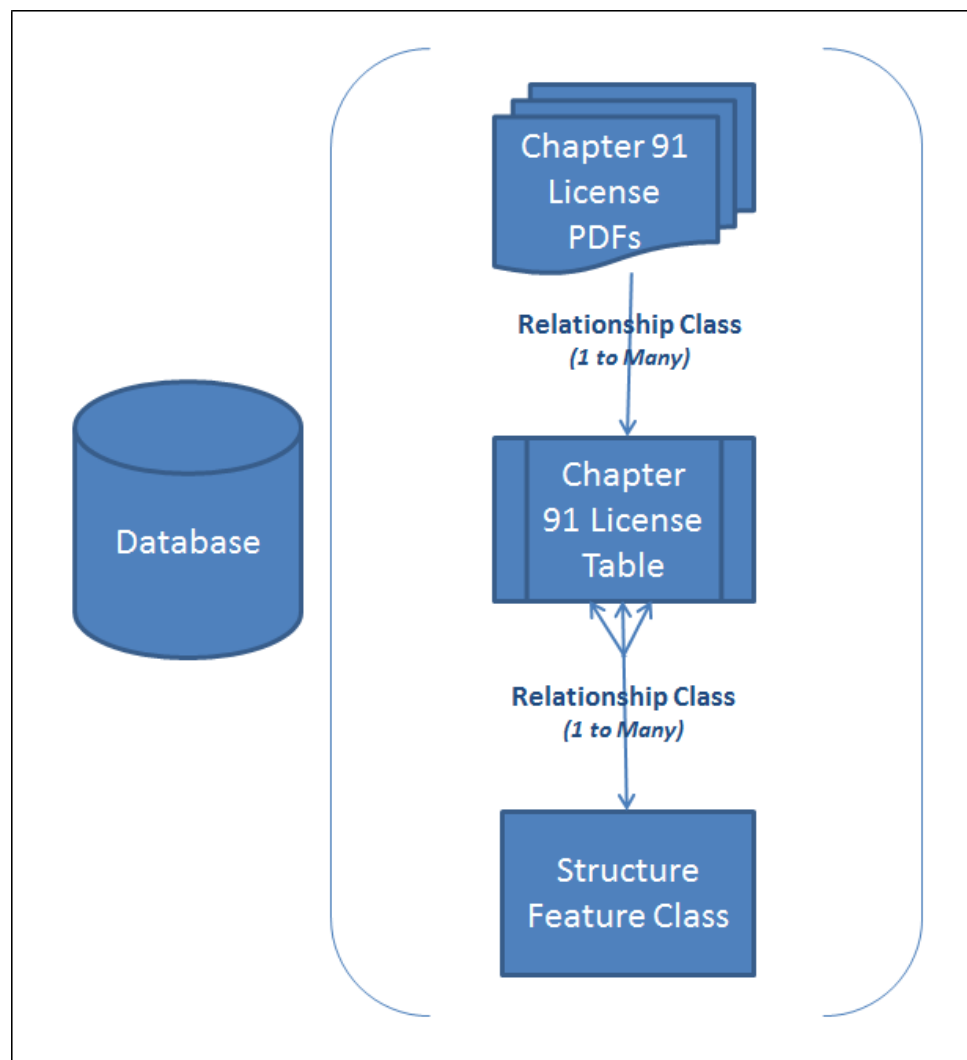 Chapter 91
License
PDFs
Relationship Class
(1 to Many)
Chapter
91 License
Table
Database
Relationship Class
(1 to Many)
Structure
Feature Class